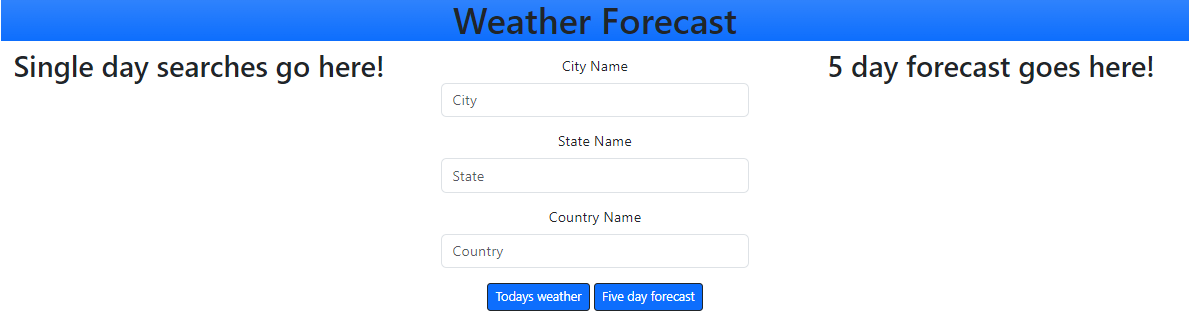 Weather Forecast
Single day searches go here!
City Name
City
State Name
State
Country Name
Country
Todays weather
Five day forecast
5 day forecast goes here!